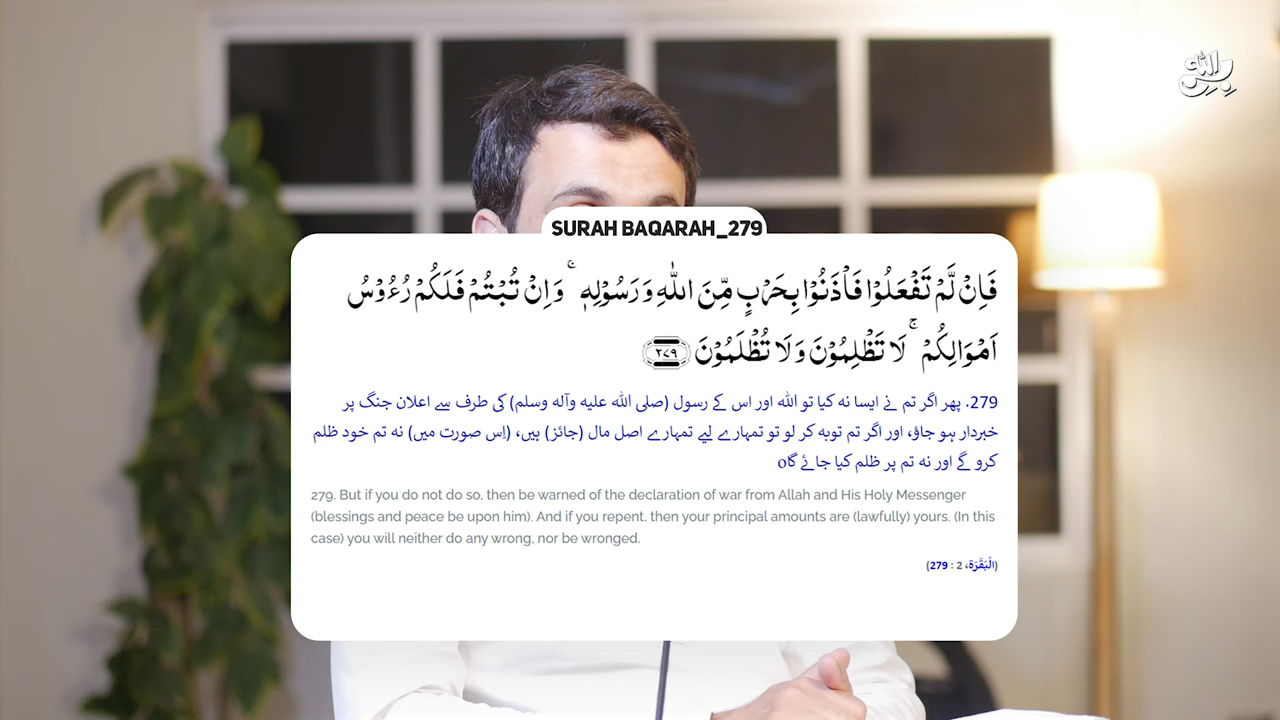 بسم الله
SURAH BAQARAH_279
فَاِنْ لَّمْ تَفْعَلُوْا فَاْذَنُوْا بِحَرْبٍ مِّنَ اللّٰهِ وَرَسُوْلِهٖ ۚ وَاِنْ تُبْتُمْ فَلَكُمْ رُءُوْسُ
اَمْوَالِكُمْ ۚ لَا تَظْلِمُوْنَ وَلَا تُظْلَمُوْنَ ﴿۲۷۹﴾
279. پھر اگر تم نے ایسا نہ کیا تو اللہ اور اس کے رسول (صلی اللہ علیہ وآلہ وسلم) کی طرف سے اعلان جنگ پر
خبردار ہو جاؤ، اور اگر تم توبہ کر لو تو تمہارے لیے تمہارے اصل مال (جائز) ہیں، (اِس صورت میں) نہ تم خود ظلم
کرو گے اور نہ تم پر ظلم کیا جائے گاo
279. But if you do not do so, then be warned of the declaration of war from Allah and His Holy Messenger
(blessings and peace be upon him). And if you repent, then your principal amounts are (lawfully) yours. (In this
case) you will neither do any wrong, nor be wronged.
(الْبَقَرَة، 2 : 279)